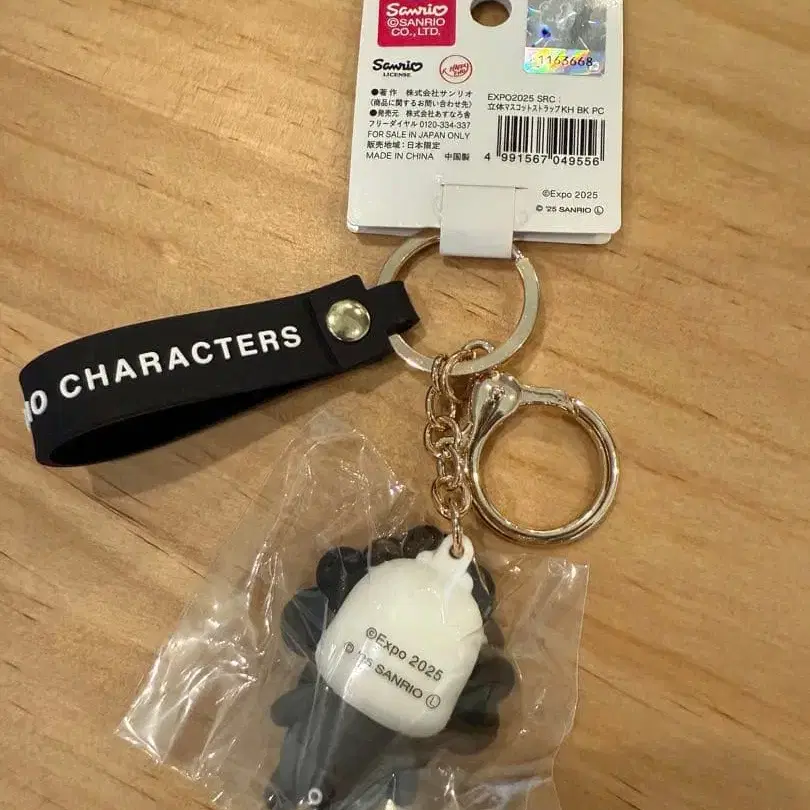 Sanrio
©SANRIO
CO., LTD.
Sanrio
LICENSE
1163668
●著作 株式会社サンリオ
〈商品に関するお問い合わせ先〉
●発売元 株式会社あすなろ舎
フリーダイヤル 0120-334-337
FOR SALE IN JAPAN ONLY
販売地域：日本限定
MADE IN CHINA 中国製
EXPO2025 SRC :
立体マスコットストラップKH BK PC
4 991567 049556
©Expo 2025
© '25 SANRIO Ⓛ
IO CHARACTERS
©Expo 2025
© '25 SANRIO Ⓛ